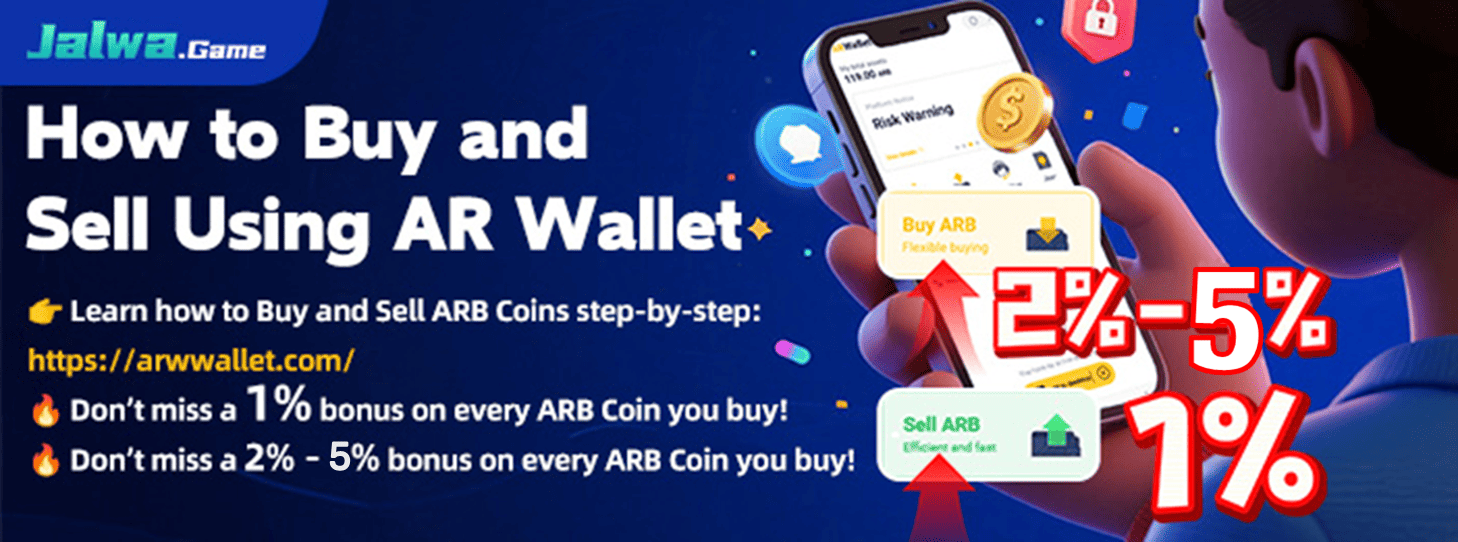 Jalwa.Game
How to Buy and
Sell Using AR Wallet
👉 Learn how to Buy and Sell ARB Coins step-by-step:
https://arwwallet.com/
🔥 Don't miss a 1% bonus on every ARB Coin you buy!
🔥 Don't miss a 2% - 5% bonus on every ARB Coin you buy!
Wallet
My total assets
119.00 ARB
Platform Notice
Risk Warning
$
Buy ARB
Flexible buying
2%-5%
Sell ARB
Efficient and fast
1%